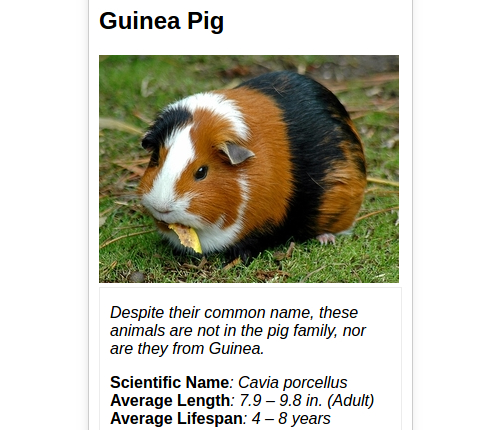 Guinea Pig
Despite their common name, these
animals are not in the pig family, nor
are they from Guinea.
Scientific Name: Cavia porcellus
Average Length: 7.9 – 9.8 in. (Adult)
Average Lifespan: 4 – 8 years